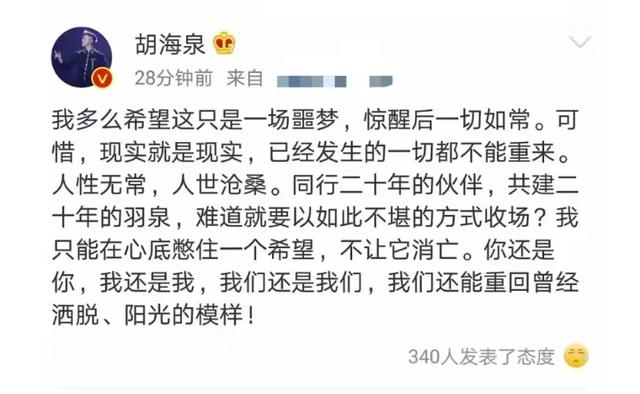 胡海泉
28分钟前 来自
我多么希望这只是一场噩梦，惊醒后一切如常。可
惜，现实就是现实，已经发生的一切都不能重来。
人性无常，人世沧桑。同行二十年的伙伴，共建二
十年的羽泉，难道就要以如此不堪的方式收场？我
只能在心底憋住一个希望，不让它消亡。你还是
你，我还是我，我们还是我们，我们还能重回曾经
洒脱、阳光的模样！
340人发表了态度